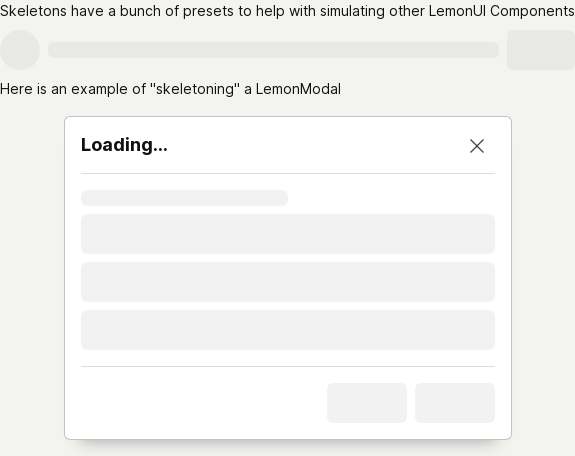 Skeletons have a bunch of presets to help with simulating other LemonUI Components
Here is an example of "skeletoning" a LemonModal
Loading...